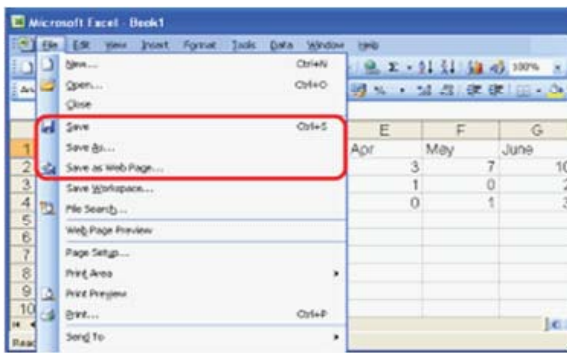 Microsoft Excel - Book1
File Edit View Insert Format Tools Data Window Help
New... Ctrl+N
Open... Ctrl+O
Close
Save Ctrl+S
Save As...
Save as Web Page...
Save Workspace...
File Search...
Web Page Preview
Page Setup...
Print Area
Print Preview
Print... Ctrl+P
Send To
100%
E F G
1 Apr May June
2 3 7 10
3 1 0 2
4 0 1 3
5
6
7
8
9
10